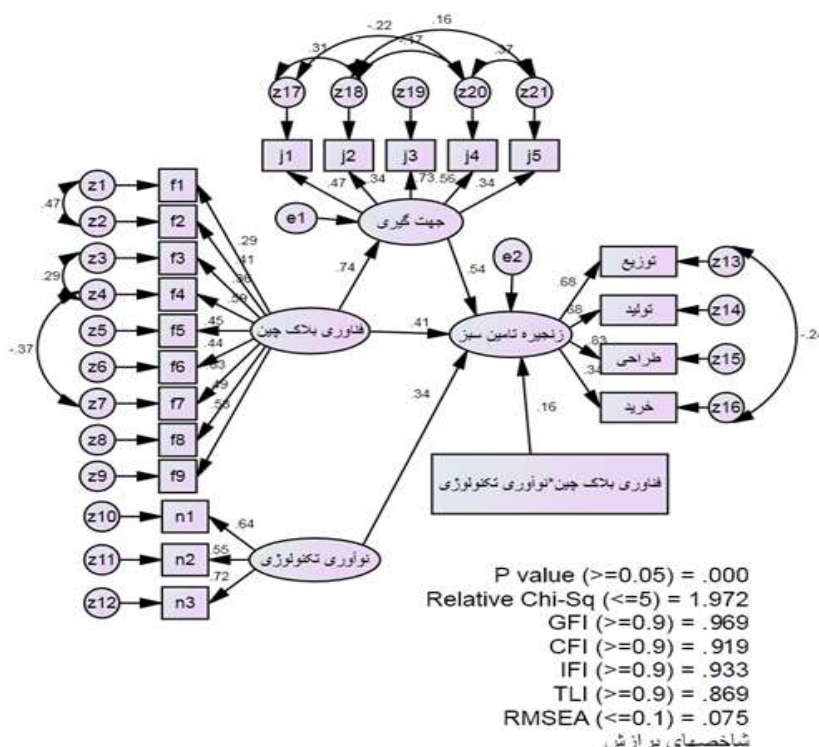 -.22
.16
.31
-.17
.37
z17
z18
z19
z20
z21
j1
j2
j3
j4
j5
.47
.34
.73
.56
.34
e1
جهت گیری
z1
f1
.47
z2
f2
z3
f3
.29
z4
f4
z5
f5
z6
f6
-.37
z7
f7
z8
f8
z9
f9
.29
.41
.45
.44
.49
فناوری بلاک چین
.74
.54
.41
e2
زنجیره تامین سبز
.68
.83
.34
توزیع
z13
تولید
z14
طراحی
z15
خرید
z16
-.24
.34
.16
فناوری بلاک چین*نوآوری تکنولوژی
z10
n1
.64
z11
n2
.55
z12
n3
.72
نوآوری تکنولوژی
P value (>=0.05) = .000
Relative Chi-Sq (<=5) = 1.972
GFI (>=0.9) = .969
CFI (>=0.9) = .919
IFI (>=0.9) = .933
TLI (>=0.9) = .869
RMSEA (<=0.1) = .075
شاخصهای برازش